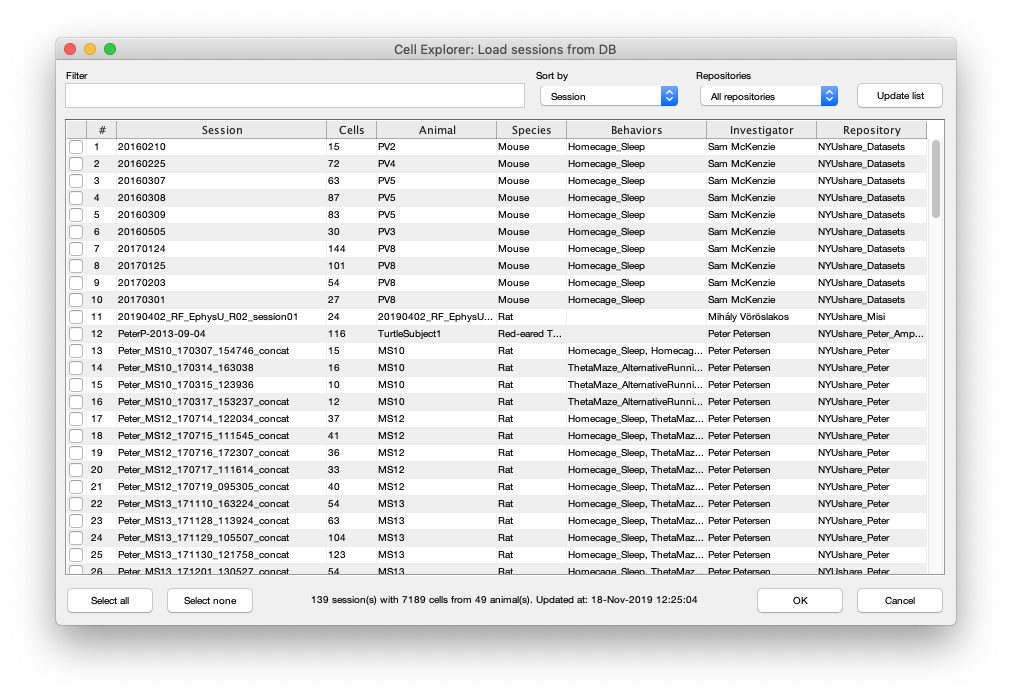 Cell Explorer: Load sessions from DB
Filter Sort by Repositories
Session All repositories Update list
# Session Cells Animal Species Behaviors Investigator Repository
1 20160210 15 PV2 Mouse Homecage_Sleep Sam McKenzie NYUshare_Datasets
2 20160225 72 PV4 Mouse Homecage_Sleep Sam McKenzie NYUshare_Datasets
3 20160307 63 PV5 Mouse Homecage_Sleep Sam McKenzie NYUshare_Datasets
4 20160308 87 PV5 Mouse Homecage_Sleep Sam McKenzie NYUshare_Datasets
5 20160309 83 PV5 Mouse Homecage_Sleep Sam McKenzie NYUshare_Datasets
6 20160505 30 PV3 Mouse Homecage_Sleep Sam McKenzie NYUshare_Datasets
7 20170124 144 PV8 Mouse Homecage_Sleep Sam McKenzie NYUshare_Datasets
8 20170125 101 PV8 Mouse Homecage_Sleep Sam McKenzie NYUshare_Datasets
9 20170203 54 PV8 Mouse Homecage_Sleep Sam McKenzie NYUshare_Datasets
10 20170301 27 PV8 Mouse Homecage_Sleep Sam McKenzie NYUshare_Datasets
11 20190402_RF_EphysU_R02_session01 24 20190402_RF_EphysU... Rat Mihály Vöröslakos NYUshare_Misi
12 PeterP-2013-09-04 116 TurtleSubject1 Red-eared T... Peter Petersen NYUshare_Peter_Amp...
13 Peter_MS10_170307_154746_concat 15 MS10 Rat Homecage_Sleep, Homecag... Peter Petersen NYUshare_Peter
14 Peter_MS10_170314_163038 16 MS10 Rat ThetaMaze_AlternativeRunni... Peter Petersen NYUshare_Peter
15 Peter_MS10_170315_123936 10 MS10 Rat ThetaMaze_AlternativeRunni... Peter Petersen NYUshare_Peter
16 Peter_MS10_170317_153237_concat 12 MS10 Rat ThetaMaze_AlternativeRunni... Peter Petersen NYUshare_Peter
17 Peter_MS12_170714_122034_concat 37 MS12 Rat Homecage_Sleep, ThetaMaz... Peter Petersen NYUshare_Peter
18 Peter_MS12_170715_111545_concat 41 MS12 Rat Homecage_Sleep, ThetaMaz... Peter Petersen NYUshare_Peter
19 Peter_MS12_170716_172307_concat 36 MS12 Rat Homecage_Sleep, ThetaMaz... Peter Petersen NYUshare_Peter
20 Peter_MS12_170717_111614_concat 33 MS12 Rat Homecage_Sleep, ThetaMaz... Peter Petersen NYUshare_Peter
21 Peter_MS12_170719_095305_concat 40 MS12 Rat Homecage_Sleep, ThetaMaz... Peter Petersen NYUshare_Peter
22 Peter_MS13_171110_163224_concat 54 MS13 Rat Homecage_Sleep, ThetaMaz... Peter Petersen NYUshare_Peter
23 Peter_MS13_171128_113924_concat 63 MS13 Rat Homecage_Sleep, ThetaMaz... Peter Petersen NYUshare_Peter
24 Peter_MS13_171129_105507_concat 104 MS13 Rat Homecage_Sleep, ThetaMaz... Peter Petersen NYUshare_Peter
25 Peter_MS13_171130_121758_concat 123 MS13 Rat Homecage_Sleep, ThetaMaz... Peter Petersen NYUshare_Peter
26 Peter_MS13_171201_130527_concat 54 MS13 Rat Homecage_Sleep, ThetaMaz... Peter Petersen NYUshare_Peter
Select all Select none 139 session(s) with 7189 cells from 49 animal(s). Updated at: 18-Nov-2019 12:25:04 OK Cancel